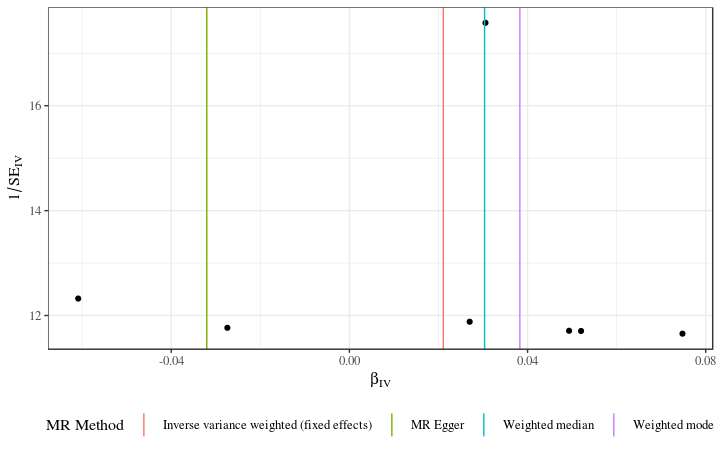 16
14
12
1/SE_IV
-0.04 0.00 0.04 0.08
β_IV
MR Method Inverse variance weighted (fixed effects) MR Egger Weighted median Weighted mode